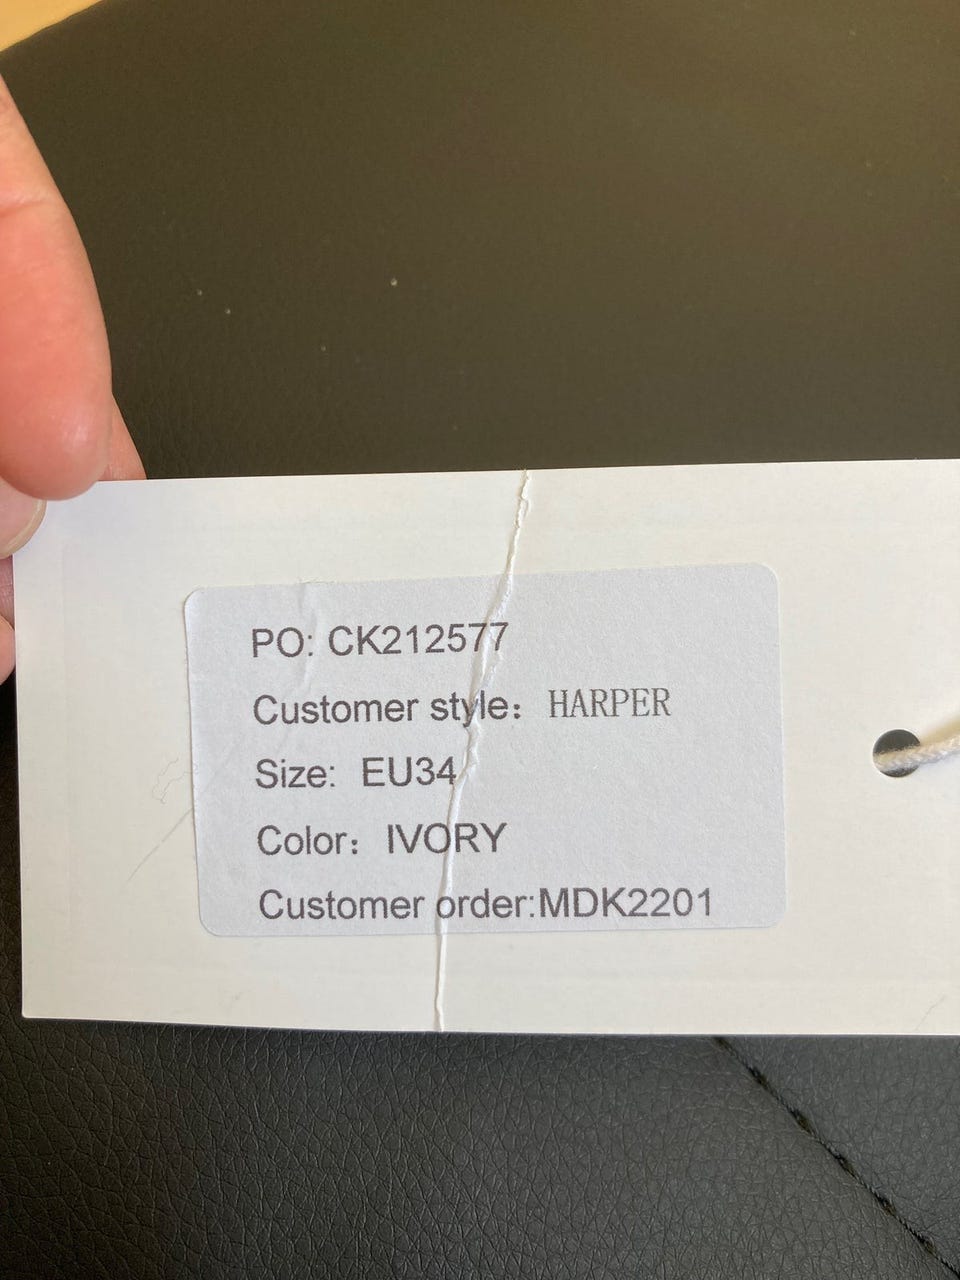 PO: CK212577
Customer style： HARPER
Size: EU34
Color： IVORY
Customer order:MDK2201